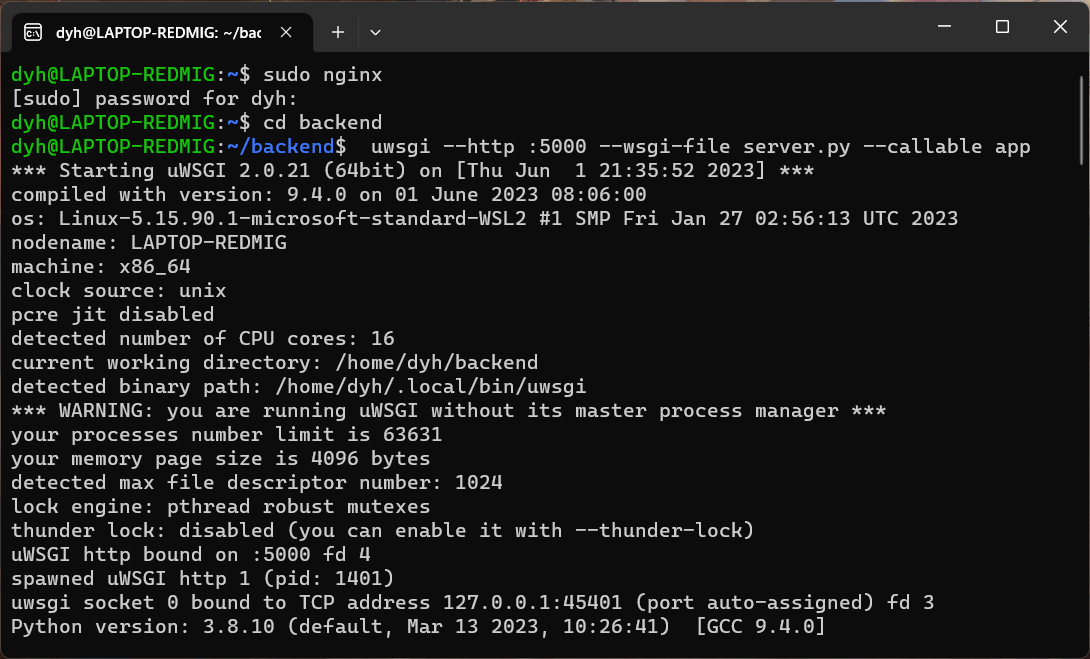 dyh@LAPTOP-REDMIG: ~/bac
dyh@LAPTOP-REDMIG:~$ sudo nginx
[sudo] password for dyh:
dyh@LAPTOP-REDMIG:~$ cd backend
dyh@LAPTOP-REDMIG:~/backend$  uwsgi --http :5000 --wsgi-file server.py --callable app
*** Starting uWSGI 2.0.21 (64bit) on [Thu Jun  1 21:35:52 2023] ***
compiled with version: 9.4.0 on 01 June 2023 08:06:00
os: Linux-5.15.90.1-microsoft-standard-WSL2 #1 SMP Fri Jan 27 02:56:13 UTC 2023
nodename: LAPTOP-REDMIG
machine: x86_64
clock source: unix
pcre jit disabled
detected number of CPU cores: 16
current working directory: /home/dyh/backend
detected binary path: /home/dyh/.local/bin/uwsgi
*** WARNING: you are running uWSGI without its master process manager ***
your processes number limit is 63631
your memory page size is 4096 bytes
detected max file descriptor number: 1024
lock engine: pthread robust mutexes
thunder lock: disabled (you can enable it with --thunder-lock)
uWSGI http bound on :5000 fd 4
spawned uWSGI http 1 (pid: 1401)
uwsgi socket 0 bound to TCP address 127.0.0.1:45401 (port auto-assigned) fd 3
Python version: 3.8.10 (default, Mar 13 2023, 10:26:41)  [GCC 9.4.0]